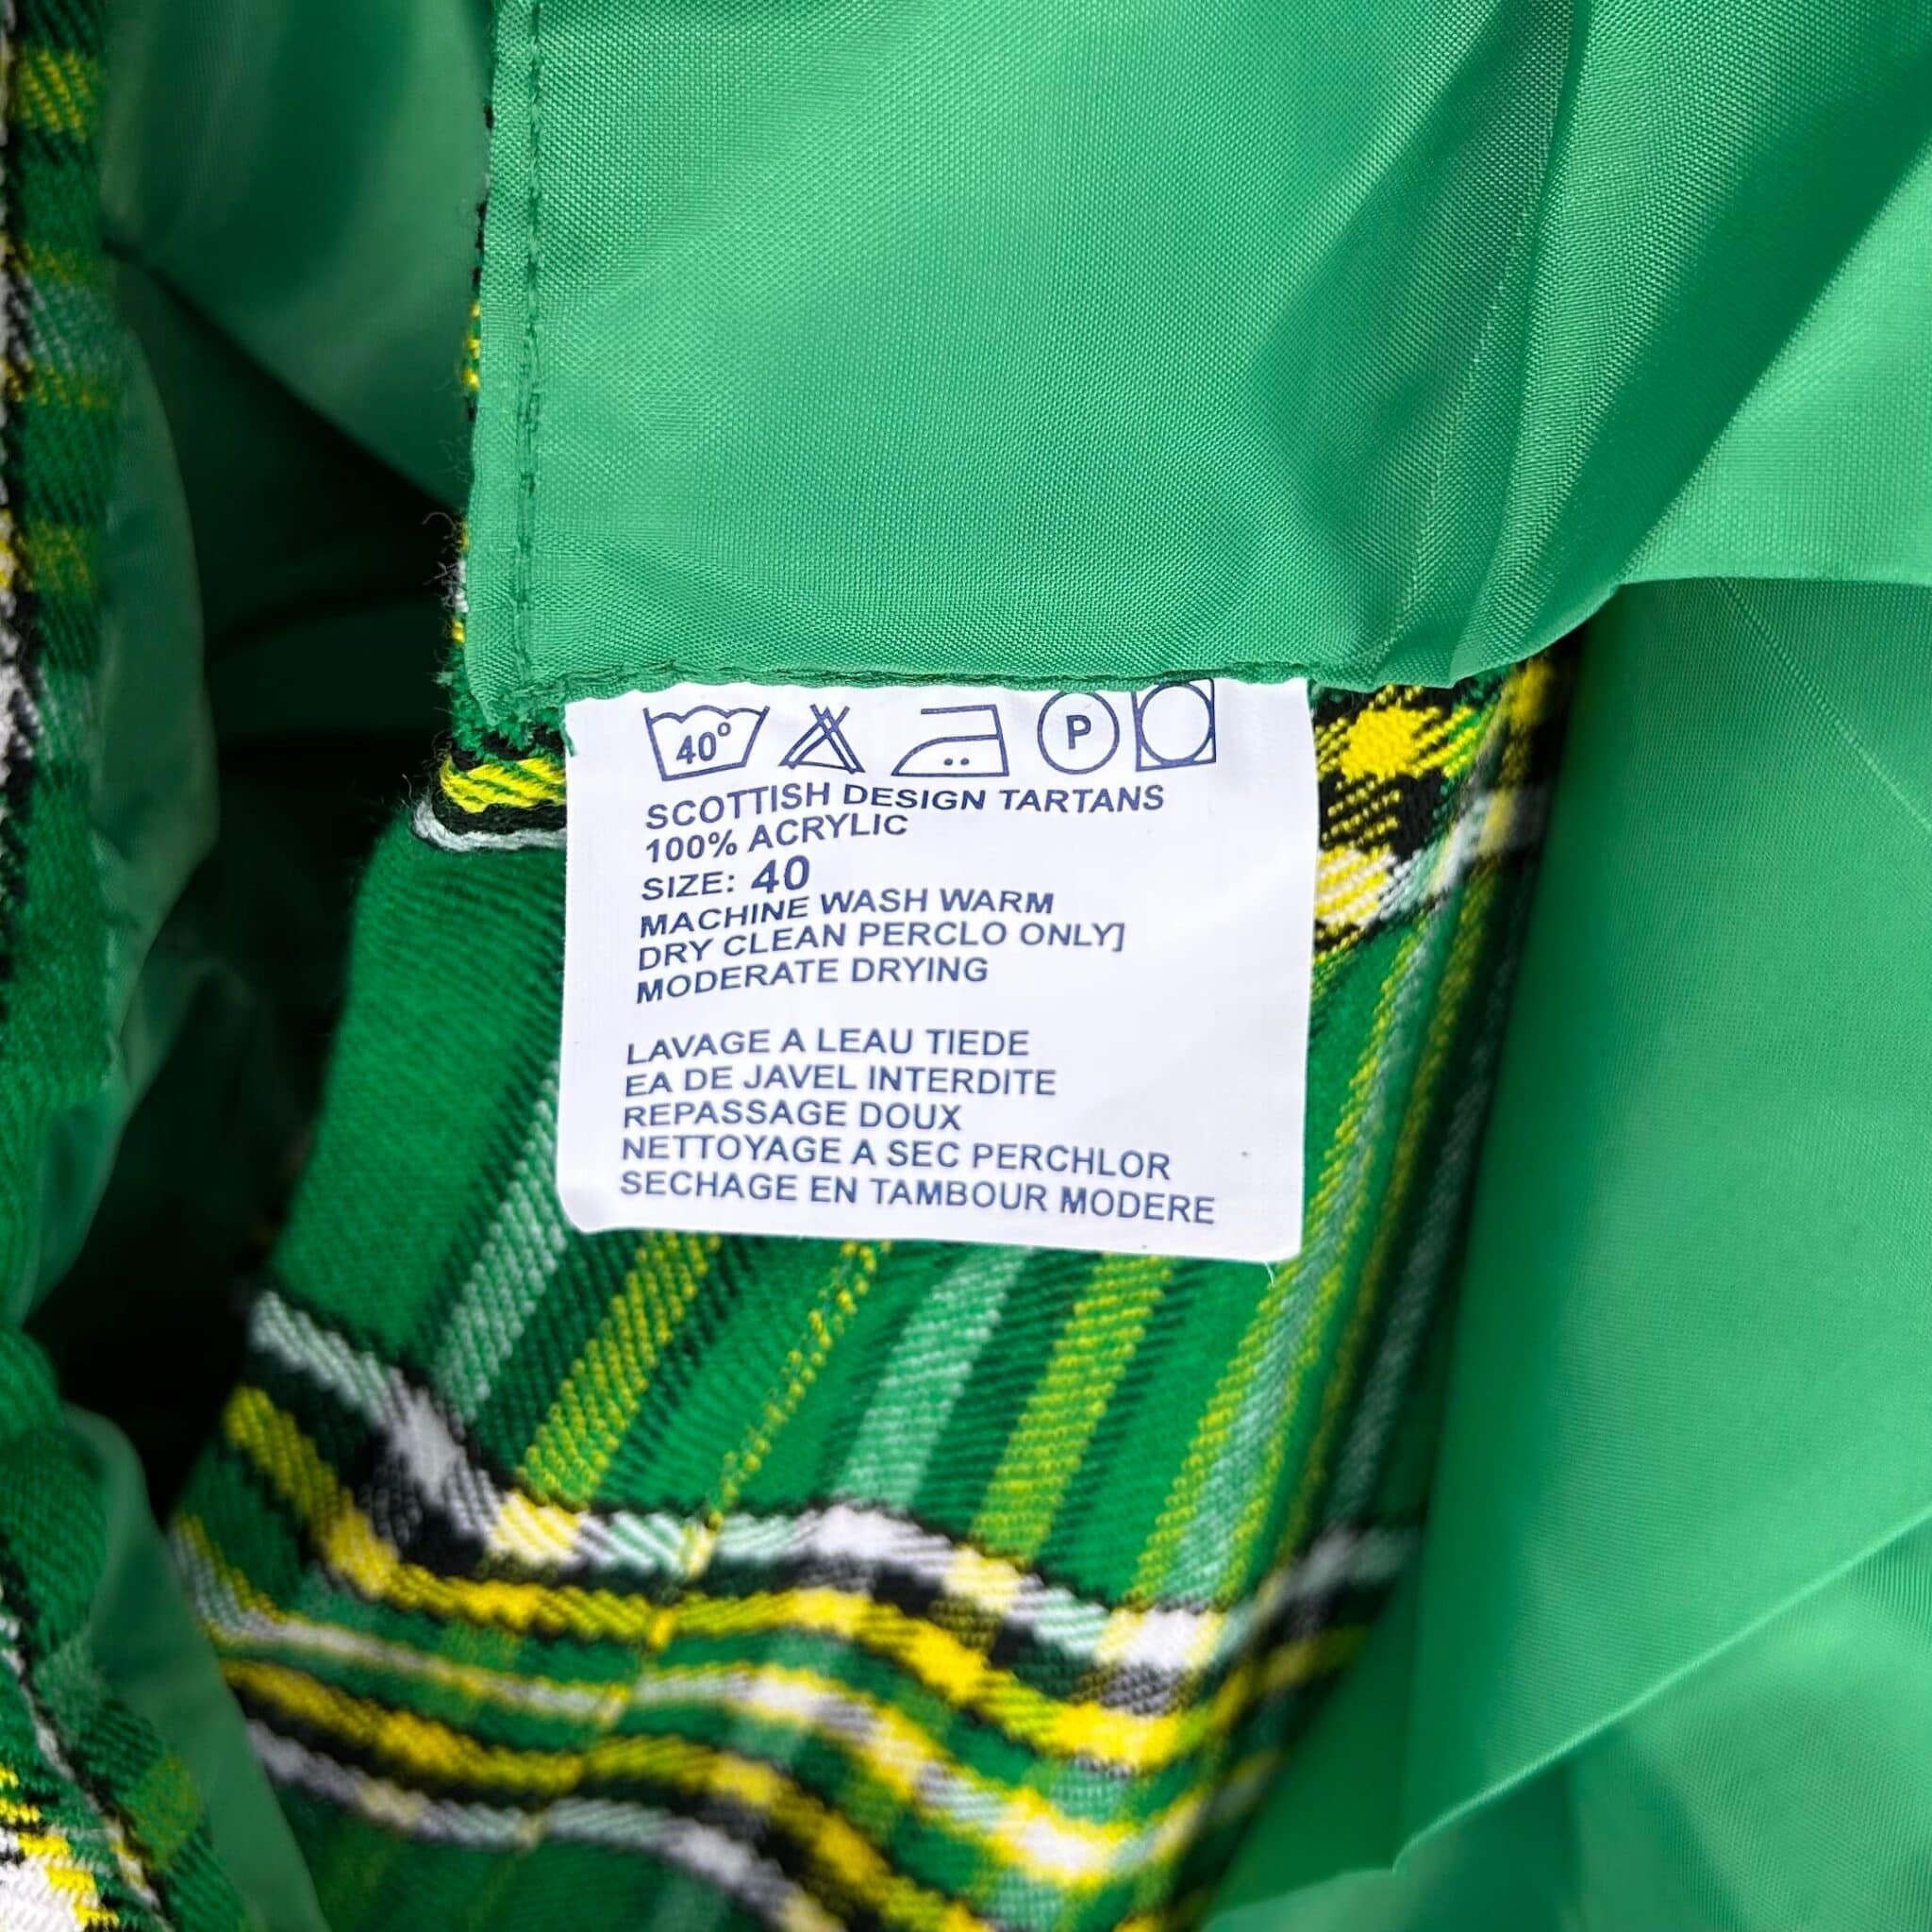 40°
P
SCOTTISH DESIGN TARTANS
100% ACRYLIC
SIZE: 40
MACHINE WASH WARM
DRY CLEAN PERCLO ONLY]
MODERATE DRYING
LAVAGE A LEAU TIEDE
EA DE JAVEL INTERDITE
REPASSAGE DOUX
NETTOYAGE A SEC PERCHLOR
SECHAGE EN TAMBOUR MODERE